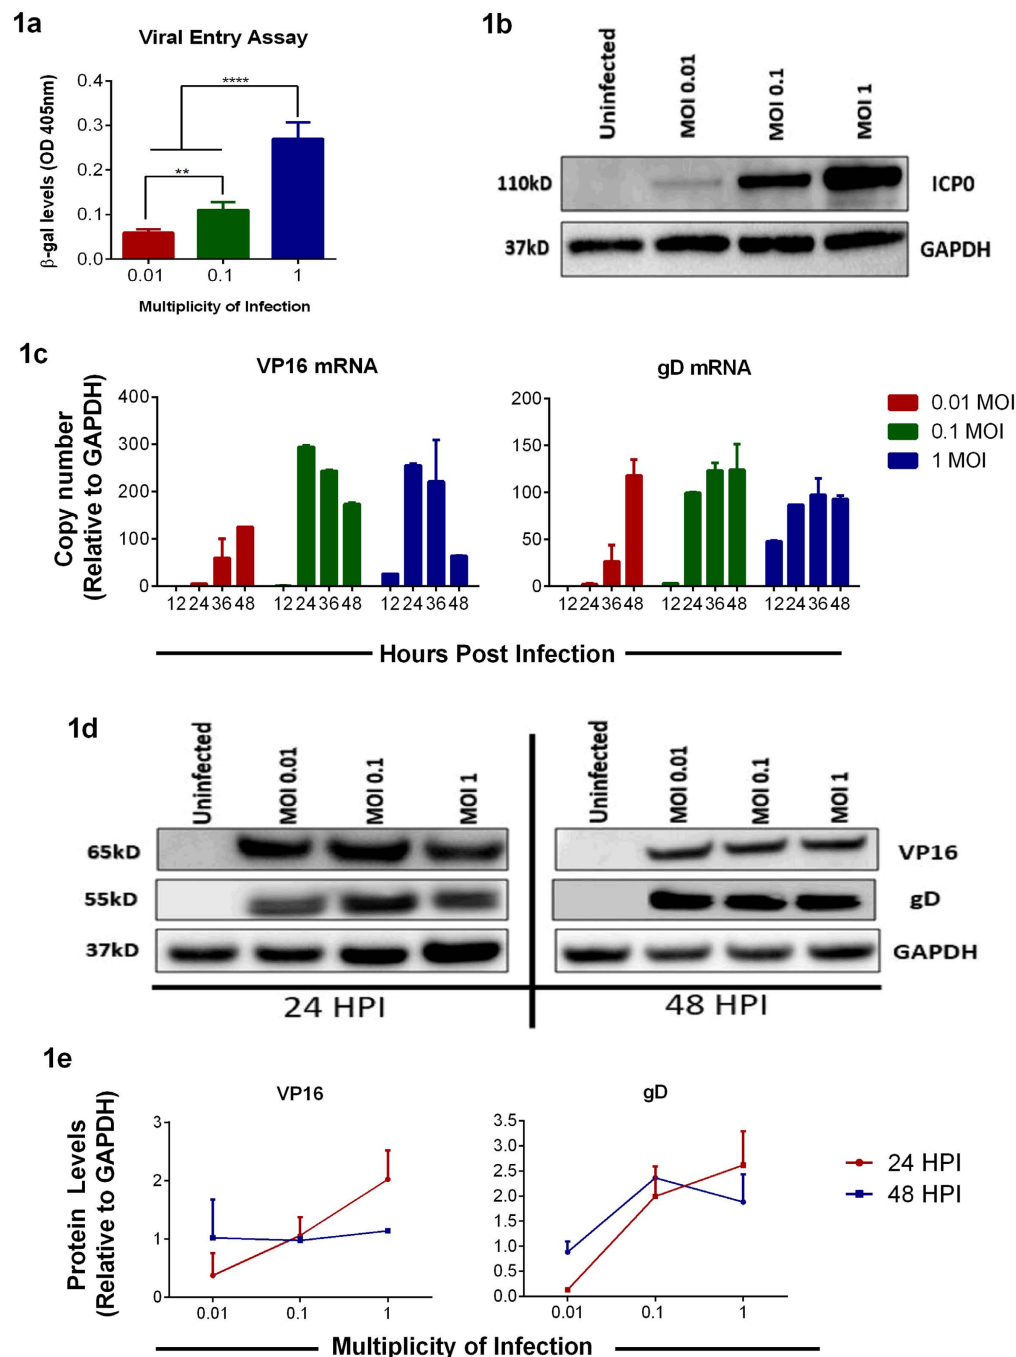 1a
Viral Entry Assay
β-gal levels (OD 405nm)
0.4
0.3
0.2
0.1
0.0
****
**
0.01 0.1 1
Multiplicity of Infection
1b
Uninfected MOI 0.01 MOI 0.1 MOI 1
110kD ICP0
37kD GAPDH
1c
VP16 mRNA
Copy number
(Relative to GAPDH)
400
300
200
100
0
12 24 36 48 12 24 36 48 12 24 36 48
gD mRNA
200
150
100
50
0
12 24 36 48 12 24 36 48 12 24 36 48
0.01 MOI
0.1 MOI
1 MOI
Hours Post Infection
1d
Uninfected MOI 0.01 MOI 0.1 MOI 1 Uninfected MOI 0.01 MOI 0.1 MOI 1
65kD VP16
55kD gD
37kD GAPDH
24 HPI 48 HPI
1e
VP16
Protein Levels
(Relative to GAPDH)
3
2
1
0
0.01 0.1 1
gD
3.5
3.0
2.5
2.0
1.5
1.0
0.5
0.0
0.01 0.1 1
24 HPI
48 HPI
Multiplicity of Infection